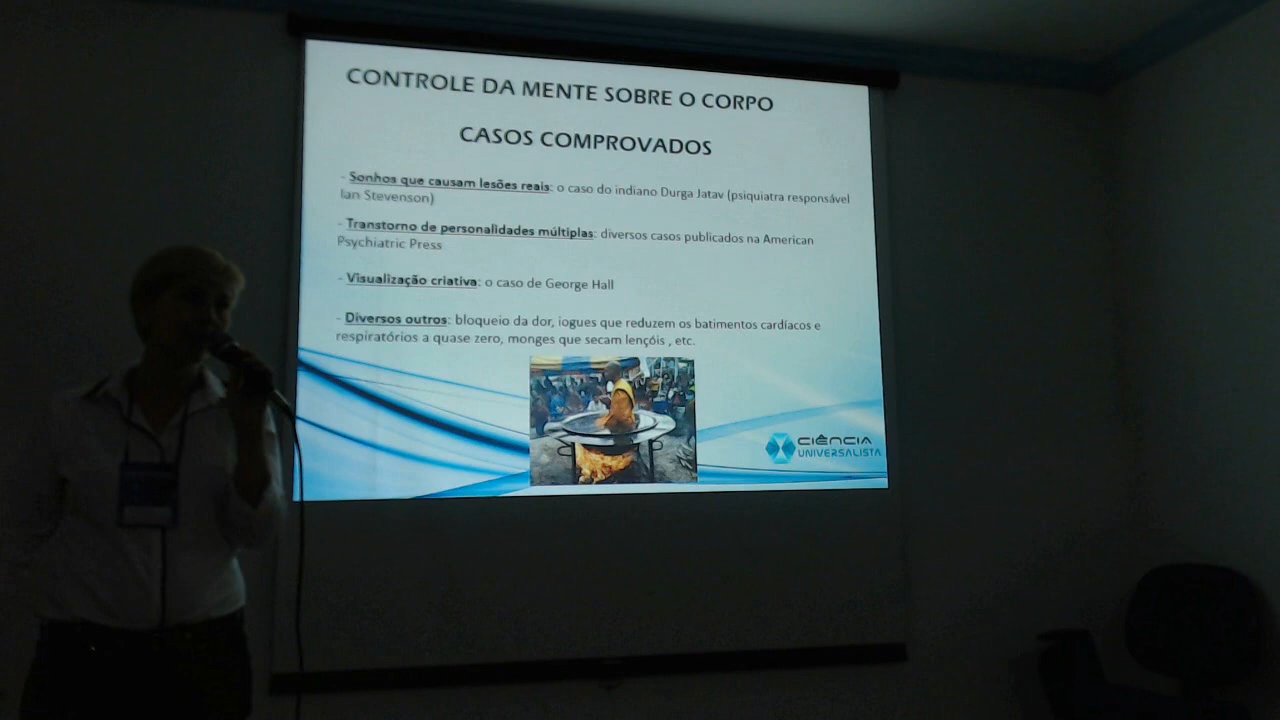 CONTROLE DA MENTE SOBRE O CORPO
CASOS COMPROVADOS
- Sonhos que causam lesões reais: o caso do indiano Durga Jatav (psiquiatra responsável
Ian Stevenson)
- Transtorno de personalidades múltiplas: diversos casos publicados na American
Psychiatric Press
- Visualização criativa: o caso de George Hall
- Diversos outros: bloqueio da dor, iogues que reduzem os batimentos cardíacos e
respiratórios a quase zero, monges que secam lençóis , etc.
CIÊNCIA
UNIVERSALISTA